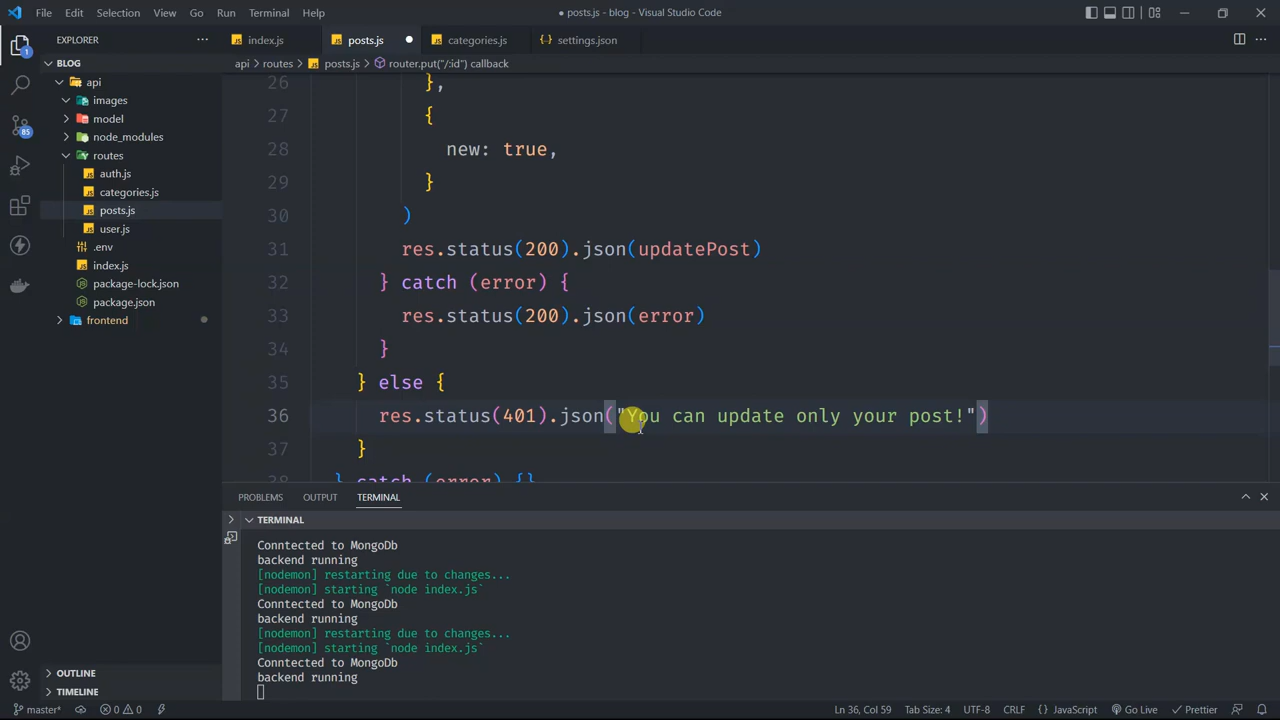 File Edit Selection View Go Run Terminal Help
● posts.js - blog - Visual Studio Code
EXPLORER
index.js
posts.js
categories.js
settings.json
BLOG
api > routes > posts.js > router.put("/:id") callback
api
images
model
node_modules
routes
auth.js
categories.js
posts.js
user.js
.env
index.js
package-lock.json
package.json
frontend
26 },
27 {
28 new: true,
29 }
30 )
31 res.status(200).json(updatePost)
32 } catch (error) {
33 res.status(200).json(error)
34 }
35 } else {
36 res.status(401).json("You can update only your post!")
37 }
38 } catch (error) {}
1
85
PROBLEMS OUTPUT TERMINAL
TERMINAL
Conntected to MongoDb
backend running
[nodemon] restarting due to changes...
[nodemon] starting `node index.js`
Conntected to MongoDb
backend running
[nodemon] restarting due to changes...
[nodemon] starting `node index.js`
Conntected to MongoDb
backend running
OUTLINE
TIMELINE
master* 0 0 Ln 36, Col 59 Tab Size: 4 UTF-8 CRLF {} JavaScript Go Live Prettier